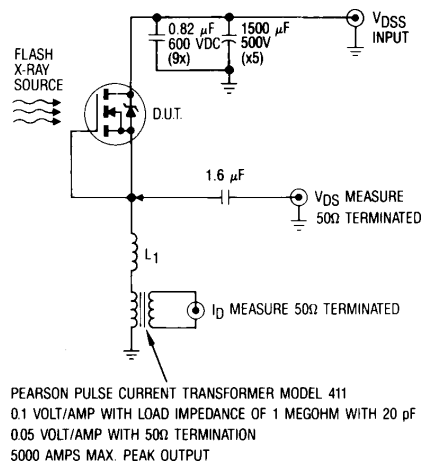 0.82 µF
600 VDC
(9x)
1500 µF
500V
(x5)
VDSS
INPUT
FLASH
X-RAY
SOURCE
D.U.T.
1.6 µF
VDS MEASURE
50Ω TERMINATED
L1
ID MEASURE 50Ω TERMINATED
PEARSON PULSE CURRENT TRANSFORMER MODEL 411
0.1 VOLT/AMP WITH LOAD IMPEDANCE OF 1 MEGOHM WITH 20 pF
0.05 VOLT/AMP WITH 50Ω TERMINATION
5000 AMPS MAX. PEAK OUTPUT